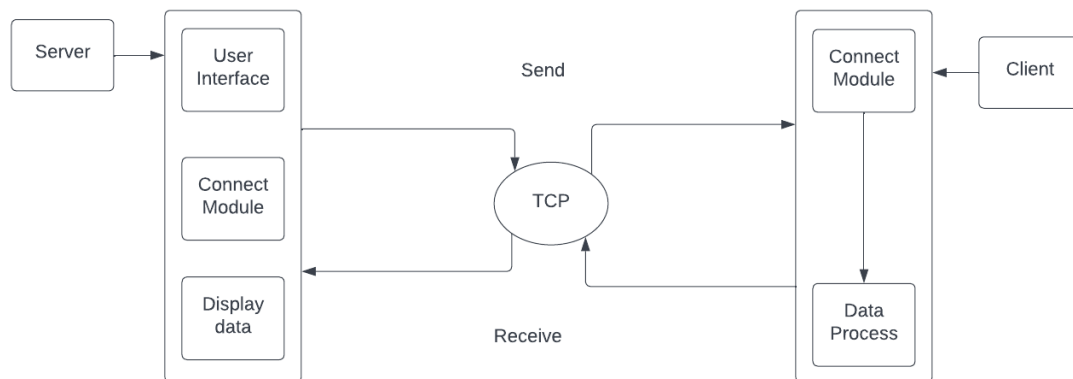 Server
User
Interface
Connect
Module
Display
data
Send
TCP
Receive
Connect
Module
Data
Process
Client